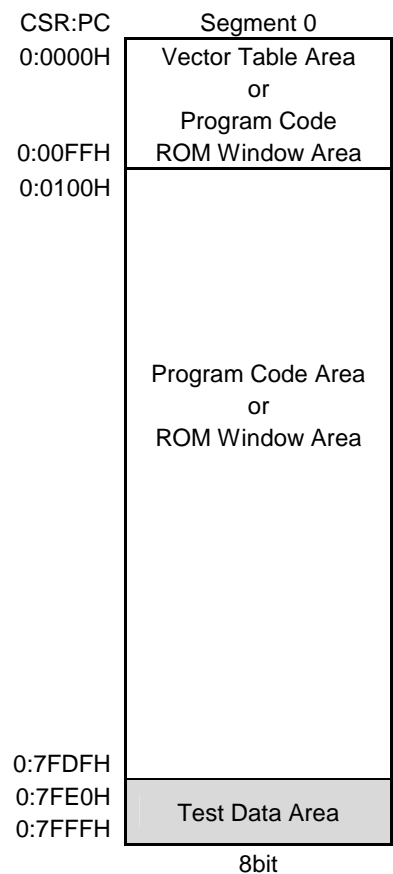 CSR:PC Segment 0
0:0000H Vector Table Area
or
Program Code
0:00FFH ROM Window Area
0:0100H
Program Code Area
or
ROM Window Area
0:7FDFH
0:7FE0H
Test Data Area
0:7FFFH
8bit